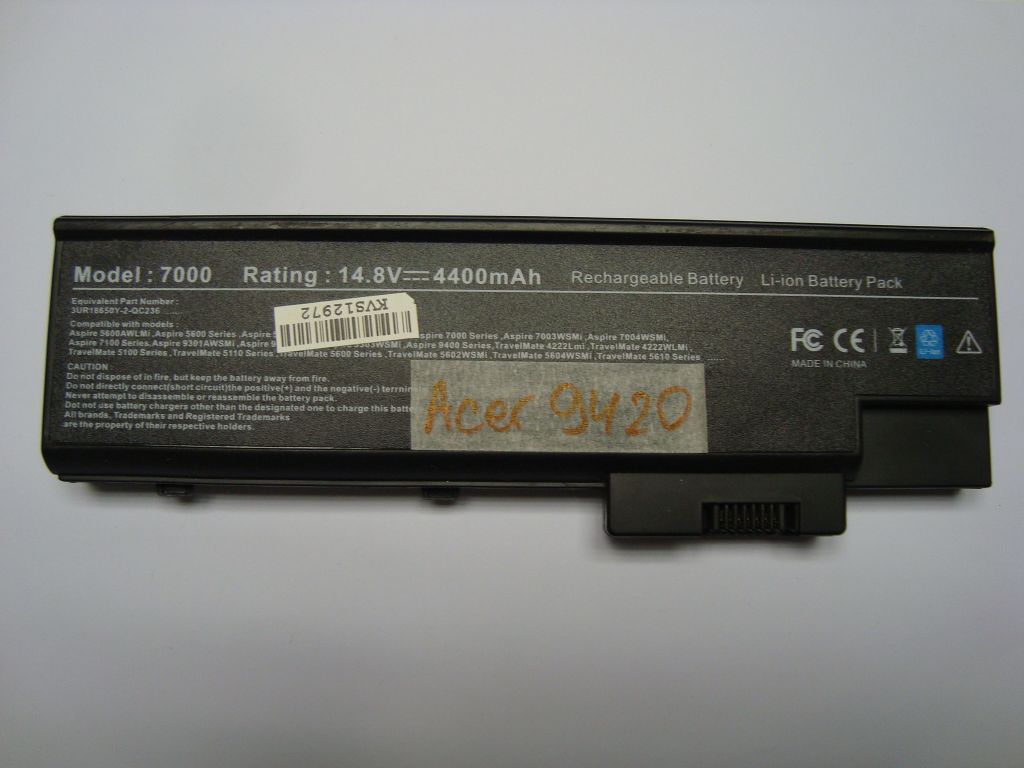 Model : 7000 Rating : 14.8V 4400mAh Rechargeable Battery Li-ion Battery Pack
Equivalent Part Number :
3UR18650Y-2-QC236 ......
Compatible with models :
Aspire 5600AWLMi ,Aspire 5600 Series ,Aspire Aspire 7000 Series ,Aspire 7003WSMi ,Aspire 7004WSMi,
Aspire 7100 Series,Aspire 9301AWSMi ,Aspire ,Aspire 9400 Series ,TravelMate 4222Lmi ,TravelMate 4222WLMi ,
TravelMate 5100 Series ,TravelMate 5110 Series ,TravelMate 5600 Series ,TravelMate 5602WSMi ,TravelMate 5604WSMi ,TravelMate 5610 Series ......
KVS12972
CAUTION :
Do not dispose of in fire, but keep the battery away from fire.
Do not directly connect(short circuit)the positive(+) and the negative(-)
Never attempt to disassemble or reassemble the battery pack.
Dot not use battery chargers other than the designated one to charge this
All brands, Trademarks and Registered Trademarks
are the property of their respective holders.
Acer 9420
FC CE Li-ion
MADE IN CHINA